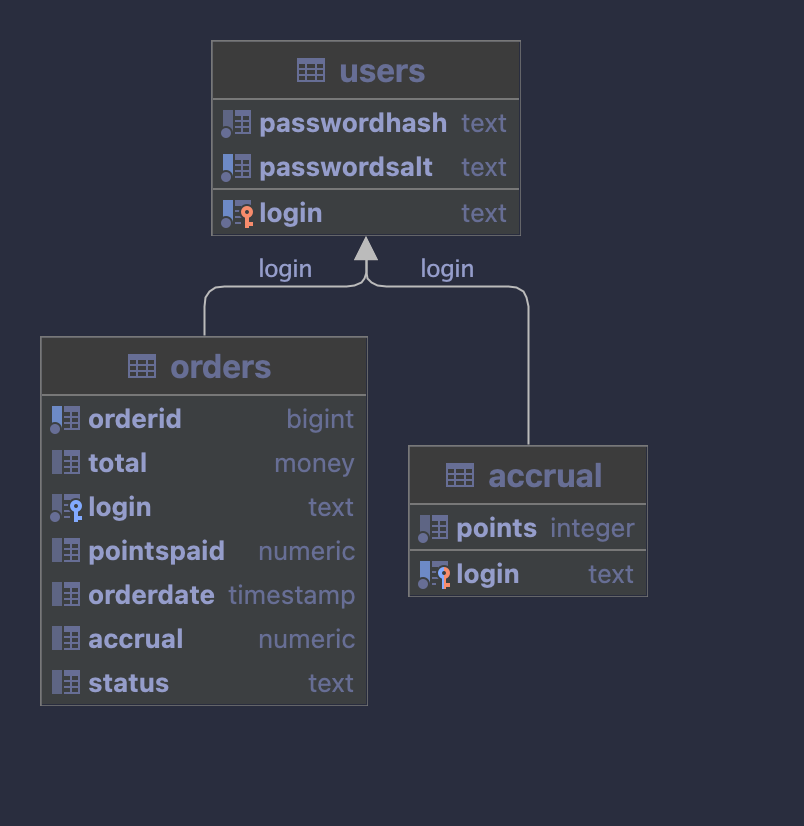 users
passwordhash text
passwordsalt text
login text
login login
orders
orderid bigint
total money
login text
pointspaid numeric
orderdate timestamp
accrual numeric
status text
accrual
points integer
login text